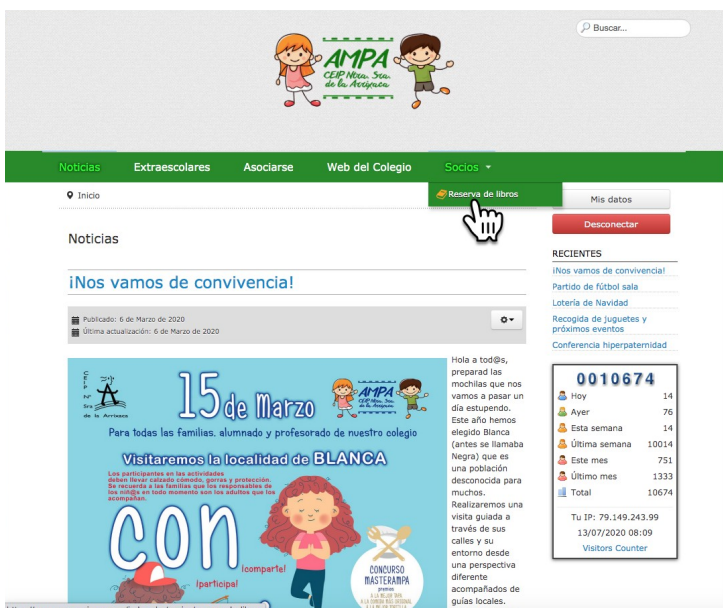 Buscar...
AMPA
CEIP Ntra. Sra.
de la Arrixaca
Noticias Extraescolares Asociarse Web del Colegio Socios
Reserva de libros
Inicio
Mis datos
Desconectar
Noticias
¡Nos vamos de convivencia!
Publicado: 6 de Marzo de 2020
Última actualización: 6 de Marzo de 2020
CEIP
Nª
Sra
de la Arrixaca
15 de Marzo
AMPA
Para todas las familias, alumnado y profesorado de nuestro colegio
Visitaremos la localidad de BLANCA
Los participantes en las actividades
deben llevar calzado cómodo, gorras y protección.
Se recuerda a las familias que los responsables de
los niñ@s en todo momento son los adultos que los
acompañan.
con
¡comparte!
¡participa!
CONCURSO
MASTERAMPA
premios
A LA MEJOR TAPA
Hola a tod@s,
preparad las
mochilas que nos
vamos a pasar un
día estupendo.
Este año hemos
elegido Blanca
(antes se llamaba
Negra) que es
una población
desconocida para
muchos.
Realizaremos una
visita guiada a
través de sus
calles y su
entorno desde
una perspectiva
diferente
acompañados de
guías locales.
RECIENTES
¡Nos vamos de convivencia!
Partido de fútbol sala
Lotería de Navidad
Recogida de juguetes y
próximos eventos
Conferencia hiperpaternidad
0010674
Hoy 14
Ayer 76
Esta semana 14
Última semana 10014
Este mes 751
Último mes 1333
Total 10674
Tu IP: 79.149.243.99
13/07/2020 08:09
Visitors Counter